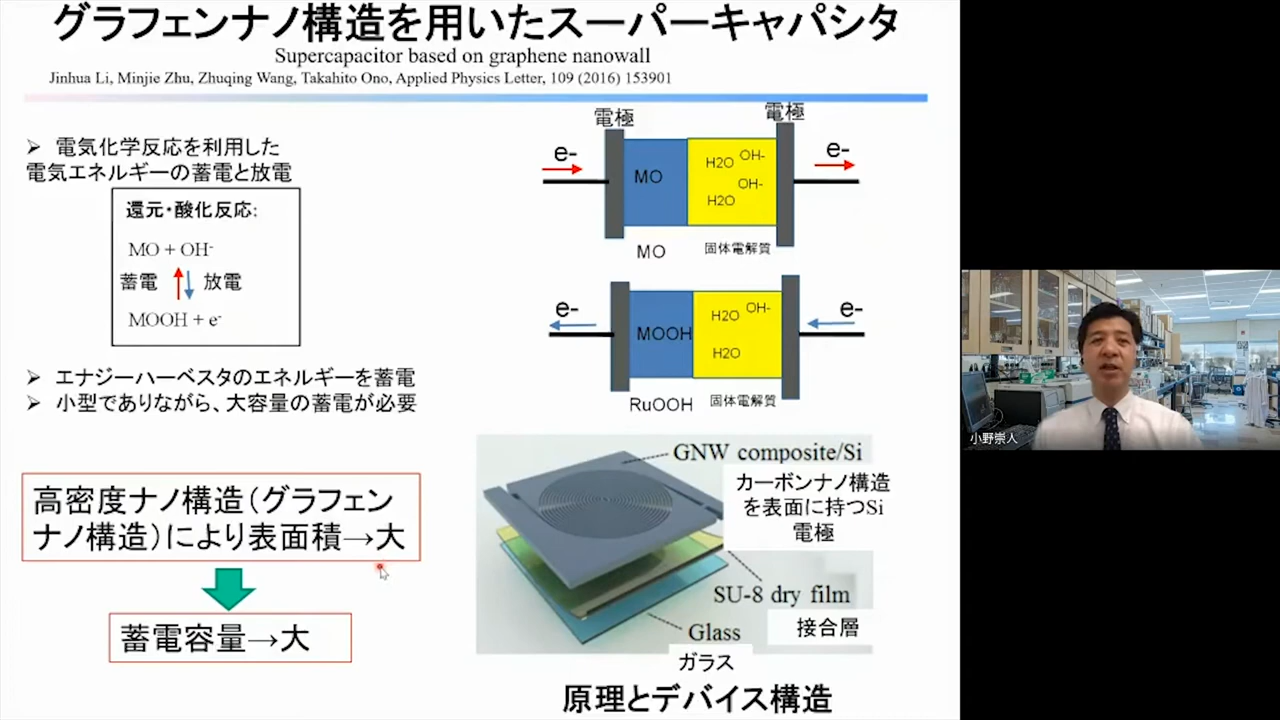 グラフェンナノ構造を用いたスーパーキャパシタ
Supercapacitor based on graphene nanowall
Jinhua Li, Minjie Zhu, Zhuqing Wang, Takahito Ono, Applied Physics Letter, 109 (2016) 153901
➢ 電気化学反応を利用した
電気エネルギーの蓄電と放電
還元・酸化反応:
MO + OH-
蓄電 放電
MOOH + e-
➢ エナジーハーベスタのエネルギーを蓄電
➢ 小型でありながら、大容量の蓄電が必要
高密度ナノ構造（グラフェン
ナノ構造）により表面積→大
蓄電容量→大
電極 電極
e- e-
MO
H2O OH-
OH-
H2O
MO 固体電解質
e- e-
MOOH
H2O OH-
H2O
RuOOH 固体電解質
GNW composite/Si
カーボンナノ構造
を表面に持つSi
電極
SU-8 dry film
接合層
Glass
ガラス
原理とデバイス構造
小野崇人